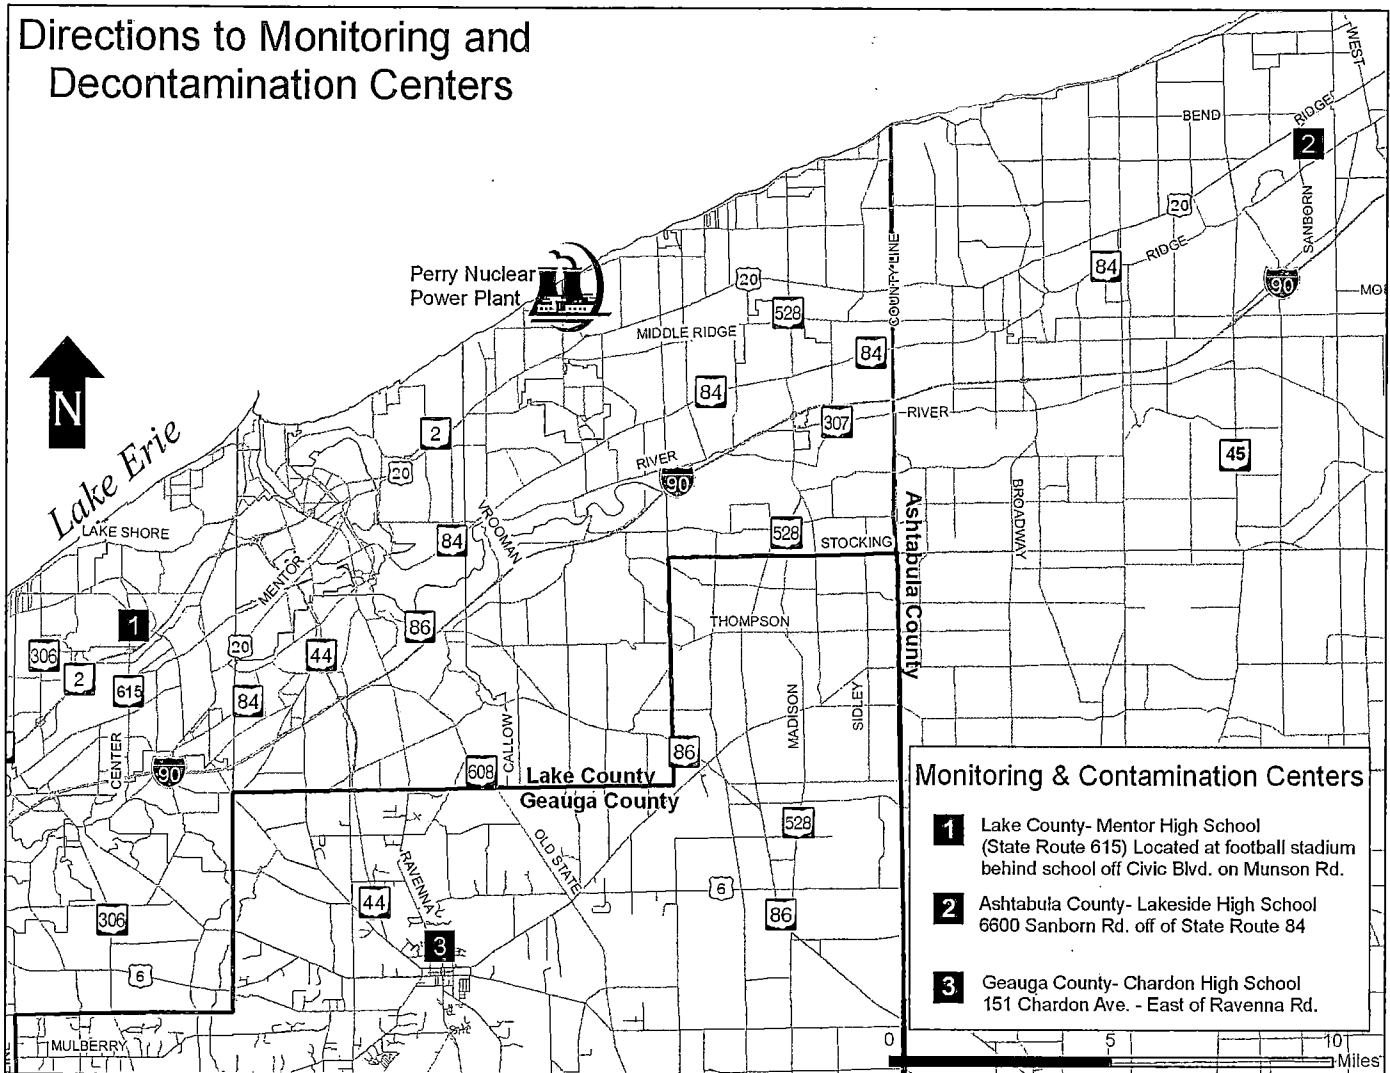 Directions to Monitoring and
Decontamination Centers
WEST
RIDGE
BEND
2
SANBORN
20
RIDGE
84
90
COUNTY LINE
Perry Nuclear
Power Plant
20
528
MIDDLE RIDGE
84
84
N
Lake Erie
2
20
307
RIVER
RIVER
90
45
BROADWAY
LAKE SHORE
VROOMAN
84
528
STOCKING
Ashtabula County
MENTOR
1
86
THOMPSON
306
2
615
20
44
84
MADISON
SIDLEY
CENTER
90
608
CALLOW
86
Lake County
Geauga County
528
OLD STATE
RAVENNA
44
6
86
306
3
6
MULBERRY
Monitoring & Contamination Centers
1 Lake County- Mentor High School
(State Route 615) Located at football stadium
behind school off Civic Blvd. on Munson Rd.
2 Ashtabula County- Lakeside High School
6600 Sanborn Rd. off of State Route 84
3 Geauga County- Chardon High School
151 Chardon Ave. - East of Ravenna Rd.
0 5 10
Miles